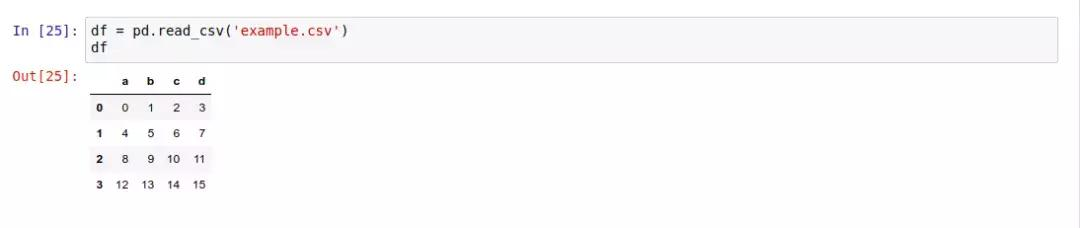 In [25]: df = pd.read_csv('example.csv')
df
Out[25]:
a b c d
0 0 1 2 3
1 4 5 6 7
2 8 9 10 11
3 12 13 14 15